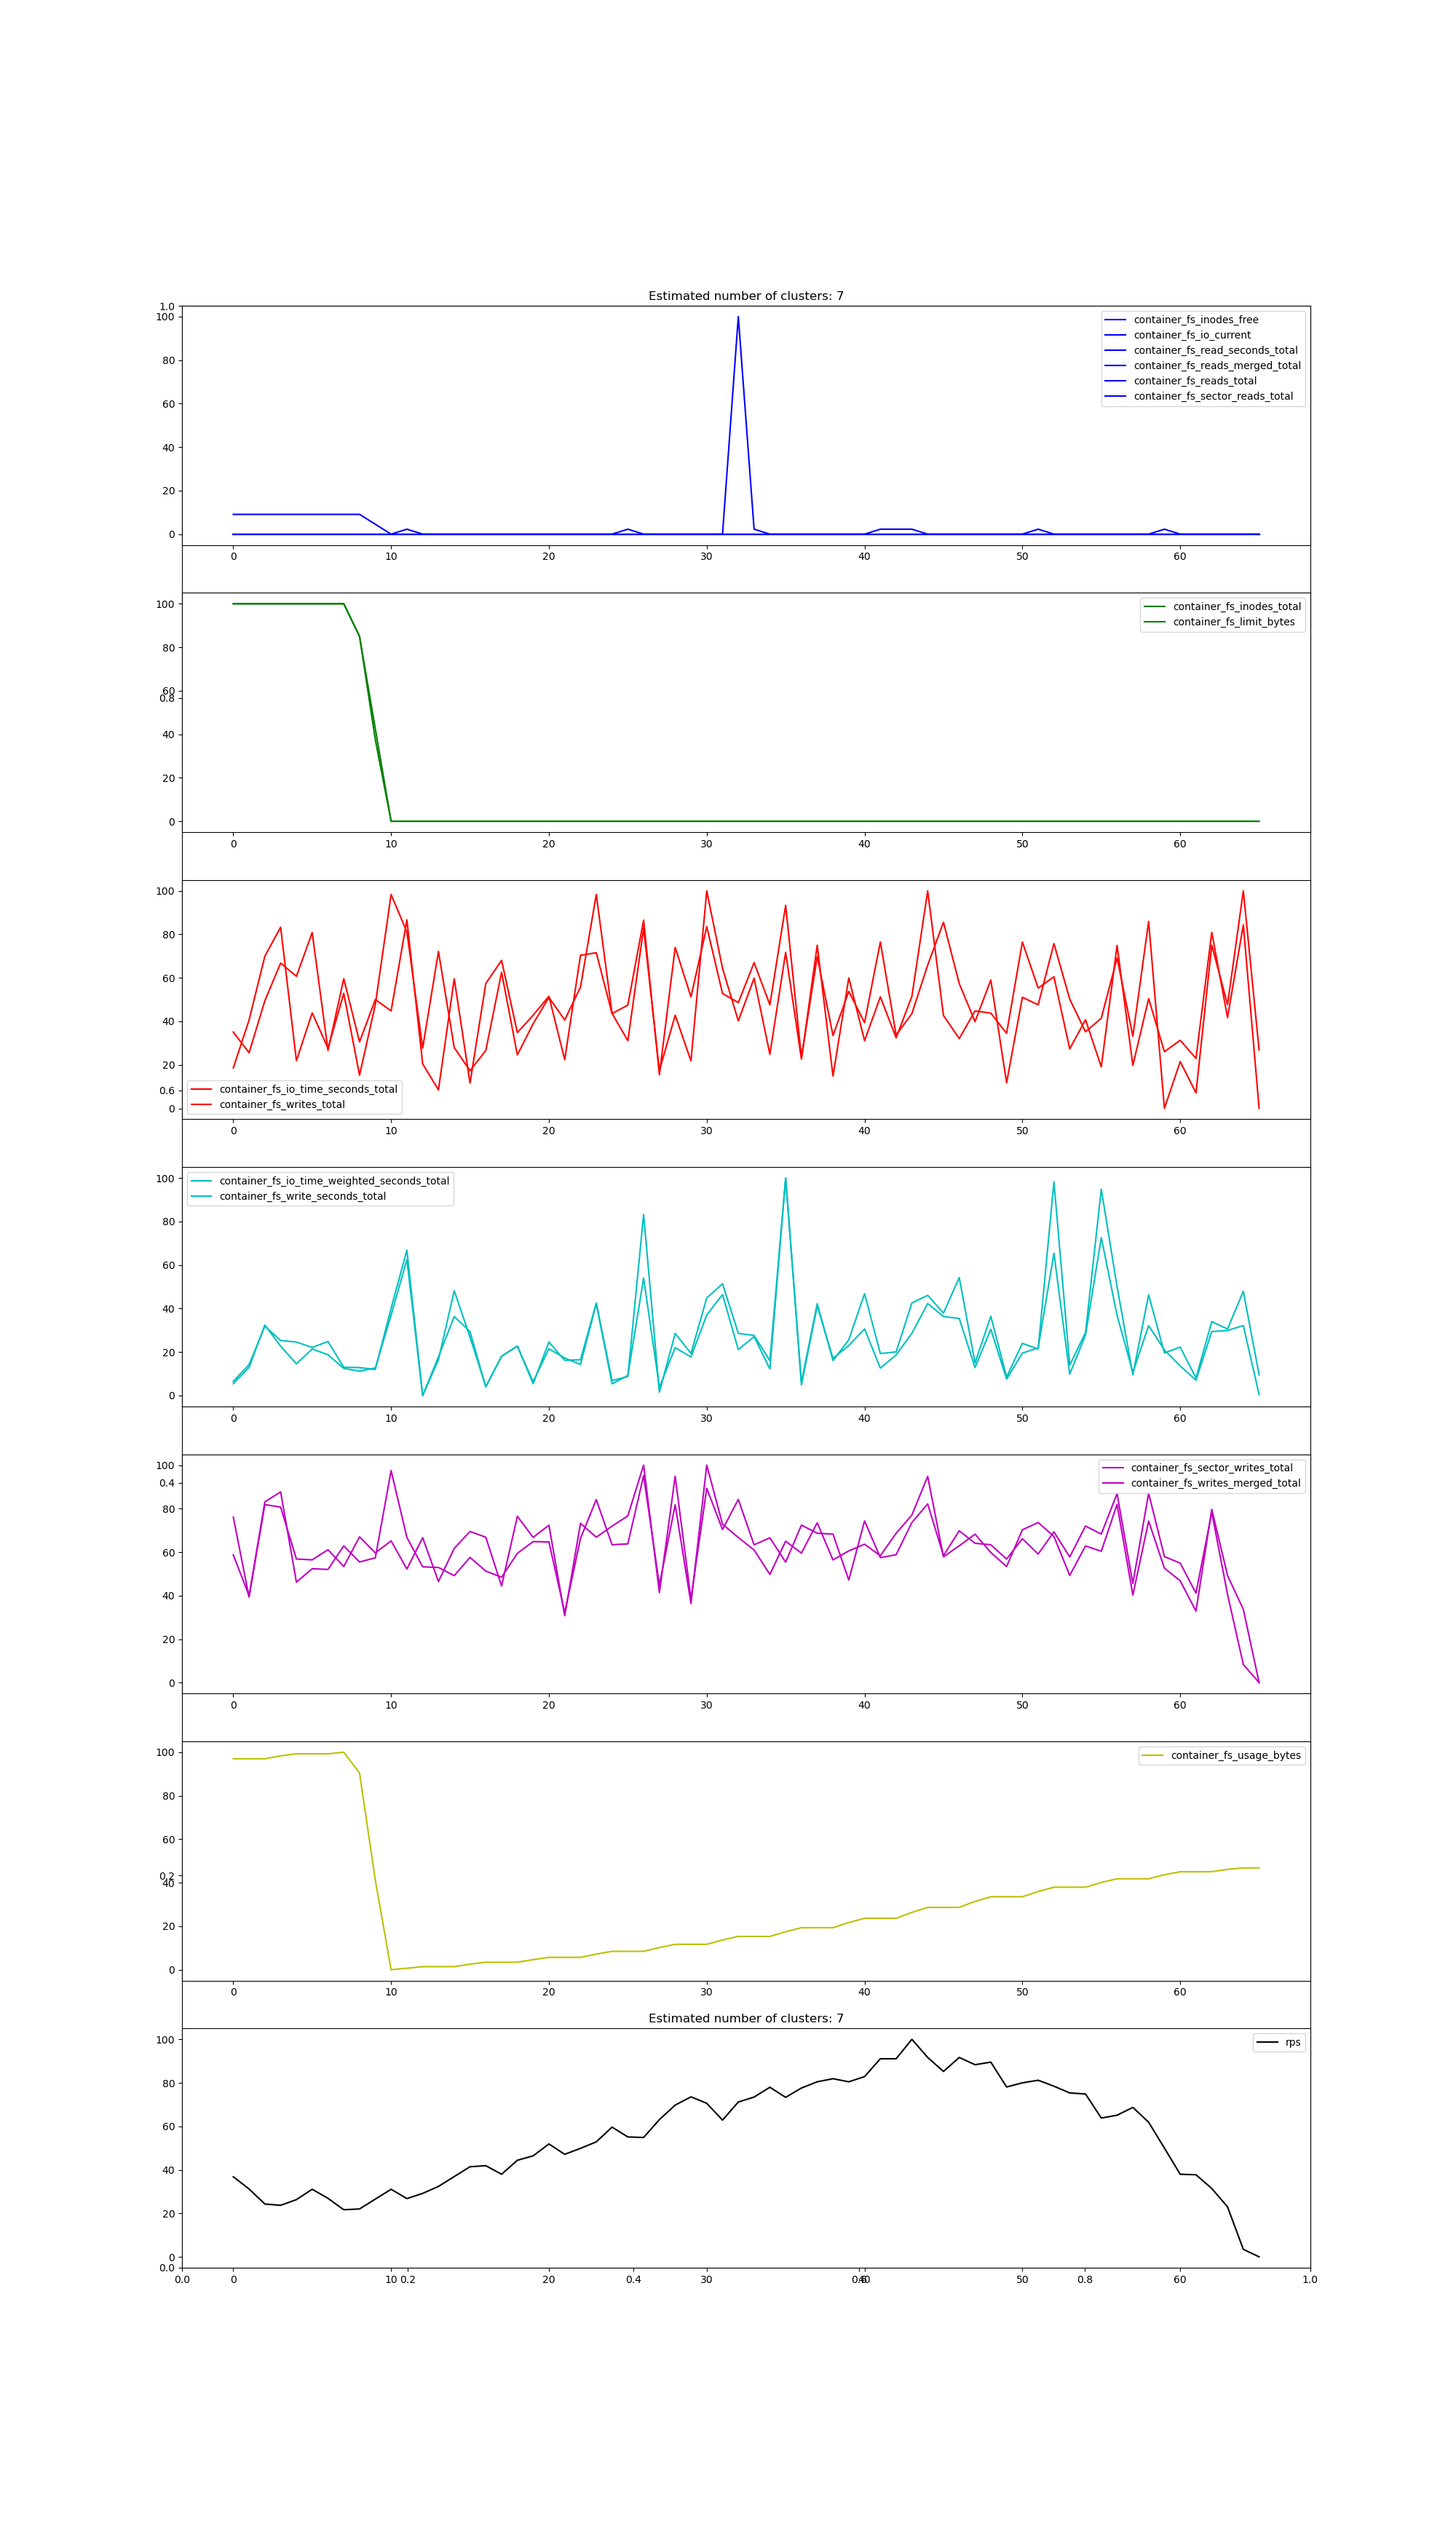 Estimated number of clusters: 7
1.0
100
80
60
40
20
0
container_fs_inodes_free
container_fs_io_current
container_fs_read_seconds_total
container_fs_reads_merged_total
container_fs_reads_total
container_fs_sector_reads_total
0 10 20 30 40 50 60
100
80
60
0.8
40
20
0
container_fs_inodes_total
container_fs_limit_bytes
0 10 20 30 40 50 60
100
80
60
40
20
0.6
0
container_fs_io_time_seconds_total
container_fs_writes_total
0 10 20 30 40 50 60
100
80
60
40
20
0
container_fs_io_time_weighted_seconds_total
container_fs_write_seconds_total
0 10 20 30 40 50 60
100
0.4
80
60
40
20
0
container_fs_sector_writes_total
container_fs_writes_merged_total
0 10 20 30 40 50 60
100
80
60
0.2
40
20
0
container_fs_usage_bytes
0 10 20 30 40 50 60
Estimated number of clusters: 7
100
80
60
40
20
0
0.0
rps
0.0 0 10 0.2 20 0.4 30 0.6 40 50 0.8 60 1.0